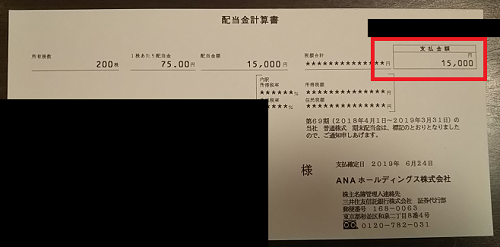 配当金計算書
所有株数 1株あたり配当金 配当金額 税額合計 支払金額
200株 75.00円 15,000円 **************円 円 15,000
内訳
所得税率 所得税額
******% **************円
住民税率 住民税額
******% **************円
第69期(2018年4月1日~2019年3月31日)の
当社 普通株式 期末配当金は、標記のとおりとなりました
ので、ご通知申しあげます。
様
支払確定日 2019年 6月24日
ANAホールディングス株式会社
株主名簿管理人連絡先
三井住友信託銀行株式会社 証券代行部
郵便番号 168-0063
東京都杉並区和泉二丁目8番4号
0120-782-031